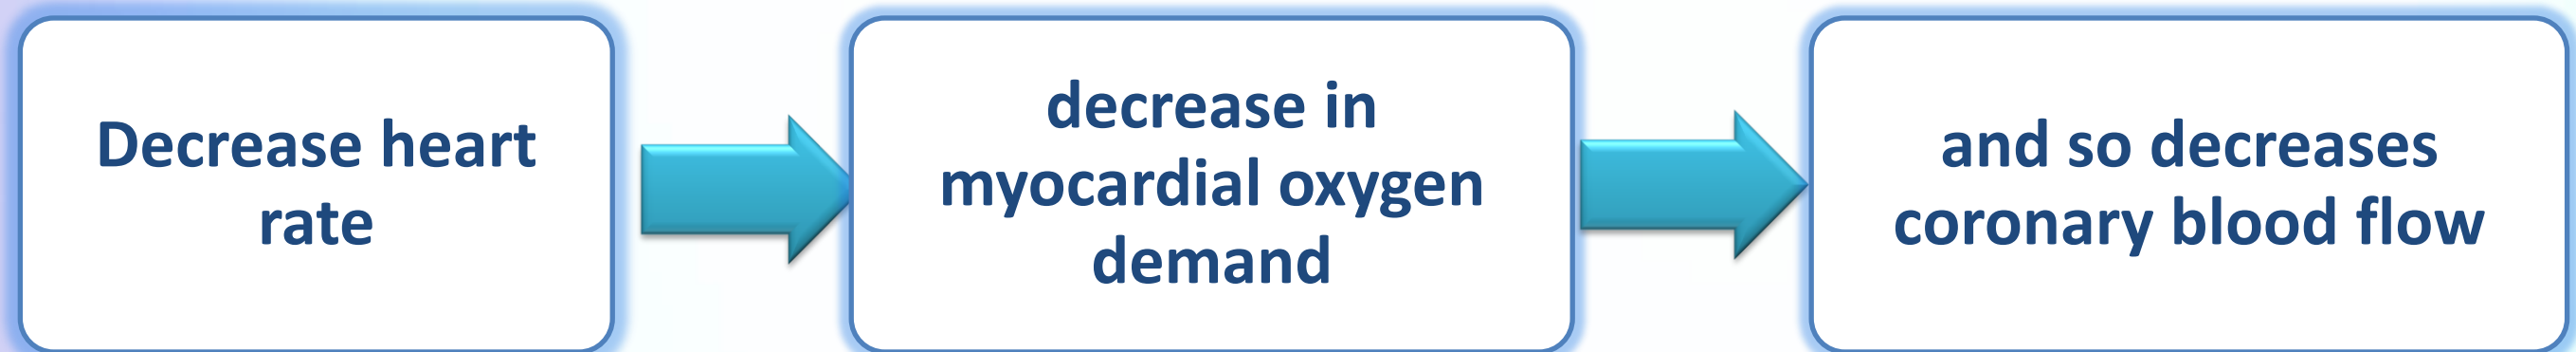 Decrease heart
rate
decrease in
myocardial oxygen
demand
and so decreases
coronary blood flow